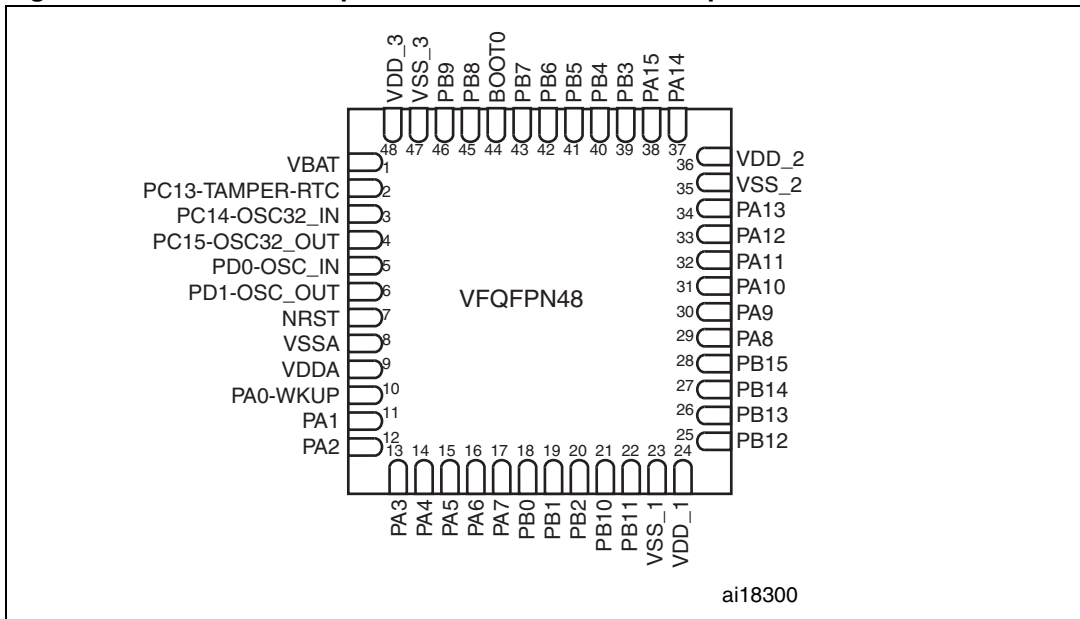 VDD_3
VSS_3
PB9
PB8
BOOT0
PB7
PB6
PB5
PB4
PB3
PA15
PA14
48
47
46
45
44
43
42
41
40
39
38
37
VBAT 1
PC13-TAMPER-RTC 2
PC14-OSC32_IN 3
PC15-OSC32_OUT 4
PD0-OSC_IN 5
PD1-OSC_OUT 6
NRST 7
VSSA 8
VDDA 9
PA0-WKUP 10
PA1 11
PA2 12
VFQFPN48
36 VDD_2
35 VSS_2
34 PA13
33 PA12
32 PA11
31 PA10
30 PA9
29 PA8
28 PB15
27 PB14
26 PB13
25 PB12
13
14
15
16
17
18
19
20
21
22
23
24
PA3
PA4
PA5
PA6
PA7
PB0
PB1
PB2
PB10
PB11
VSS_1
VDD_1
ai18300